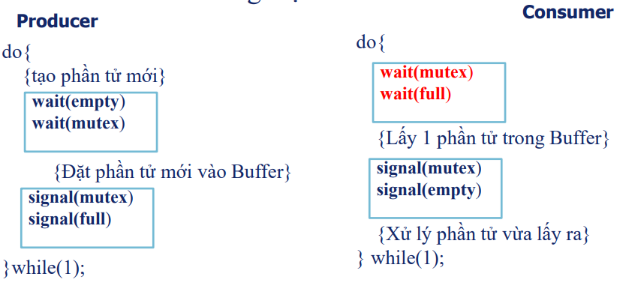 Producer
do{
{tạo phần tử mới}
wait(empty)
wait(mutex)
{Đặt phần tử mới vào Buffer}
signal(mutex)
signal(full)
}while(1);
Consumer
do{
wait(mutex)
wait(full)
{Lấy 1 phần tử trong Buffer}
signal(mutex)
signal(empty)
{Xử lý phần tử vừa lấy ra}
} while(1);